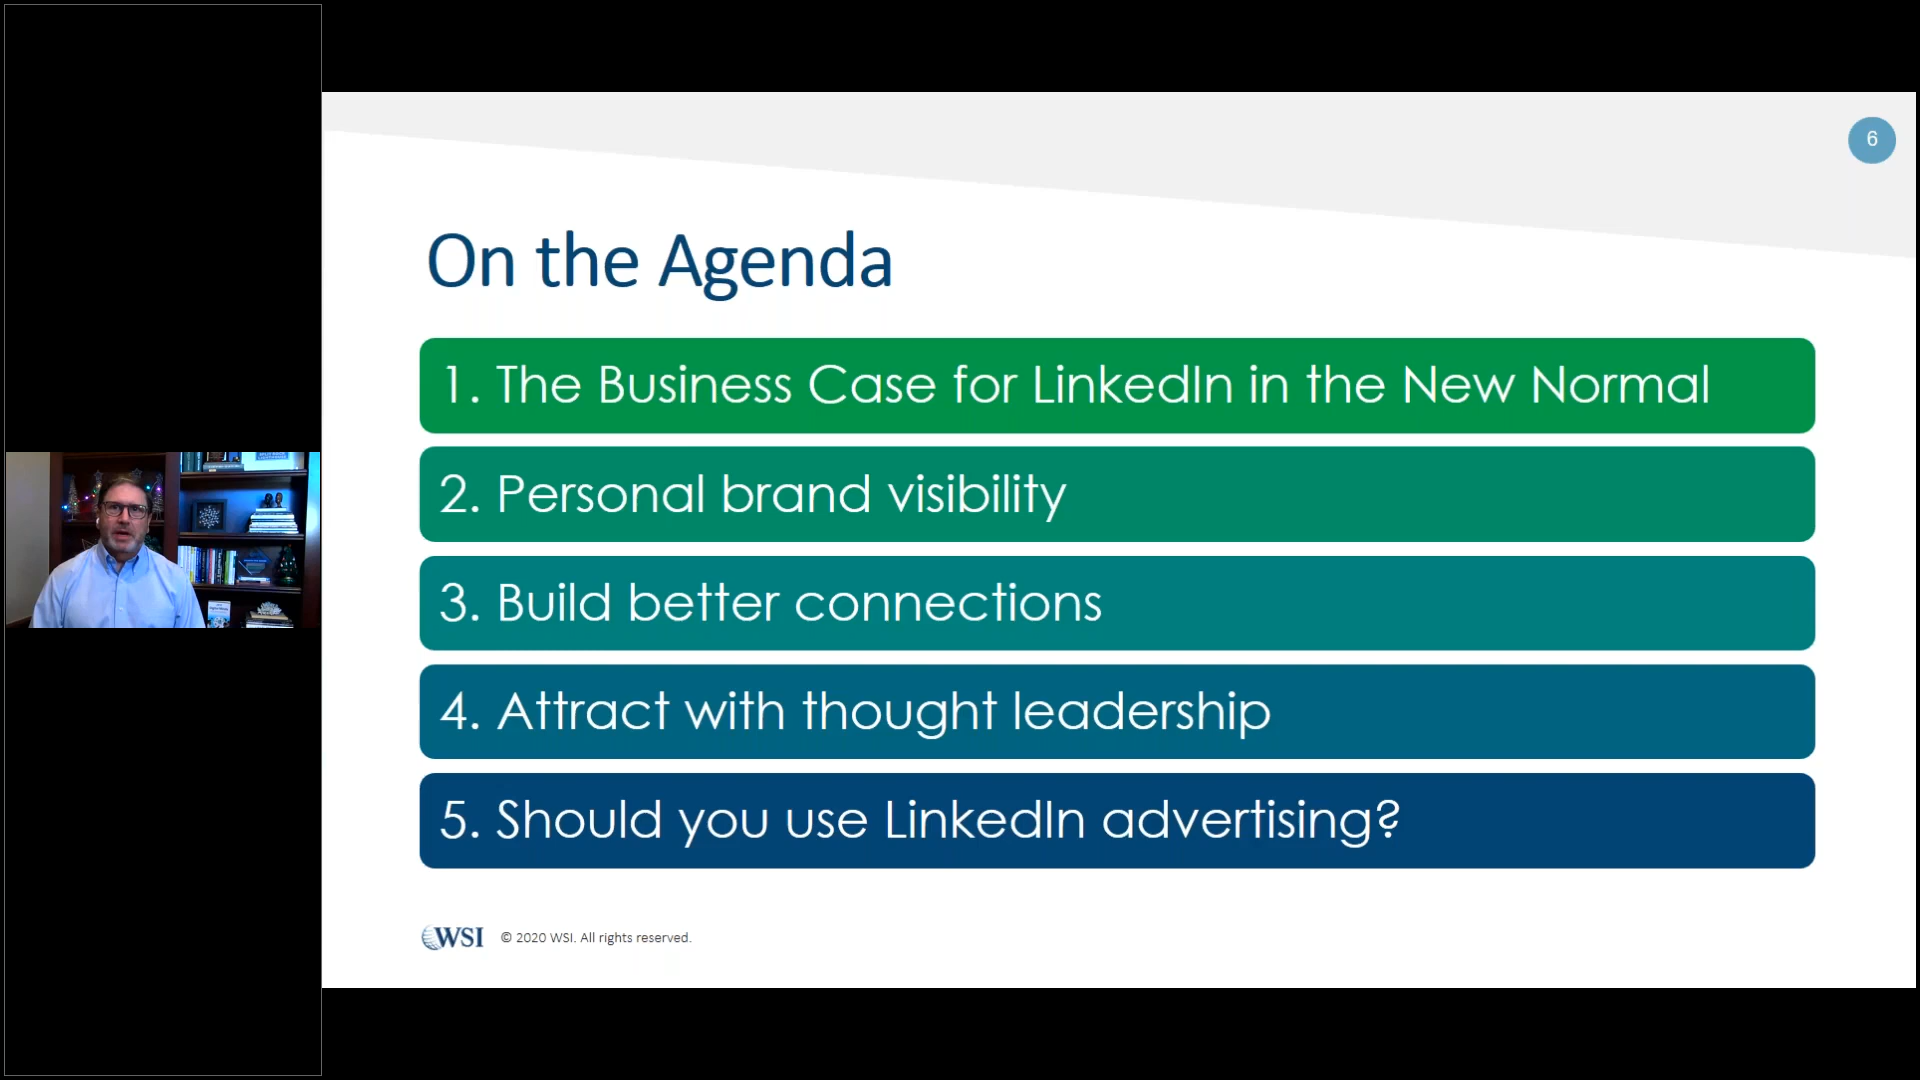 6
On the Agenda
1. The Business Case for LinkedIn in the New Normal
2. Personal brand visibility
3. Build better connections
4. Attract with thought leadership
5. Should you use LinkedIn advertising?
WSI © 2020 WSI. All rights reserved.